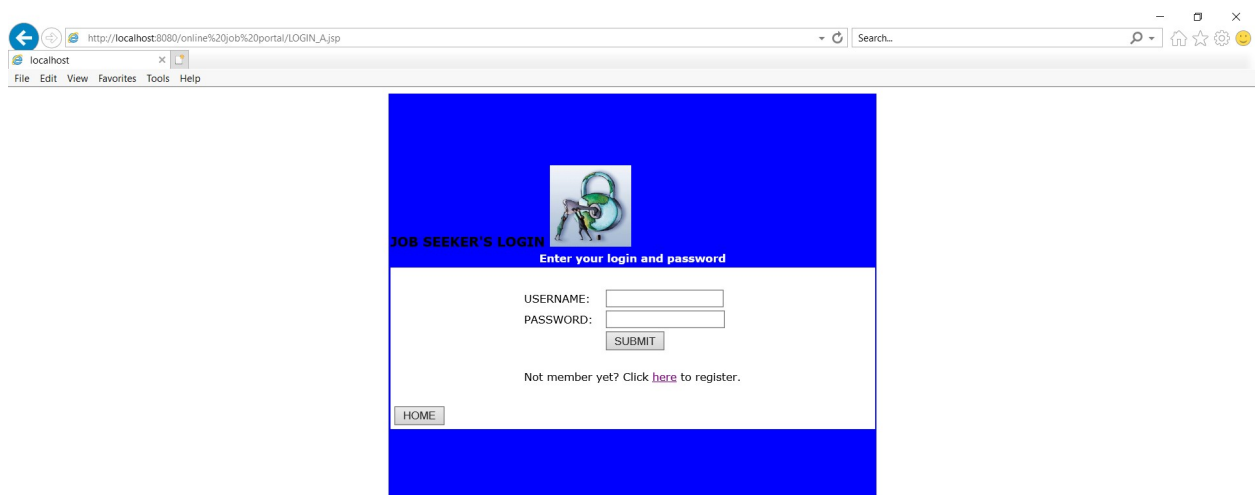 http://localhost:8080/online%20job%20portal/LOGIN_A.jsp
Search...
localhost
File Edit View Favorites Tools Help
JOB SEEKER'S LOGIN
Enter your login and password
USERNAME:
PASSWORD:
SUBMIT
Not member yet? Click here to register.
HOME